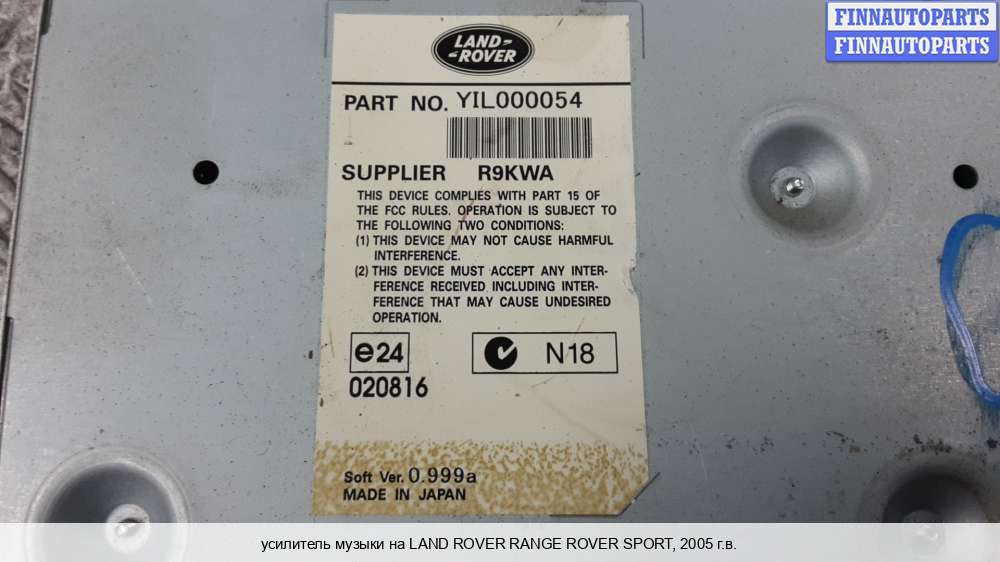 FINNAUTOPARTS
FINNAUTOPARTS
LAND-
-ROVER
PART NO. YIL000054
SUPPLIER R9KWA
THIS DEVICE COMPLIES WITH PART 15 OF
THE FCC RULES. OPERATION IS SUBJECT TO
THE FOLLOWING TWO CONDITIONS:
(1) THIS DEVICE MAY NOT CAUSE HARMFUL
INTERFERENCE.
(2) THIS DEVICE MUST ACCEPT ANY INTER-
FERENCE RECEIVED INCLUDING INTER-
FERENCE THAT MAY CAUSE UNDESIRED
OPERATION.
e24
N18
020816
Soft Ver. 0.999a
MADE IN JAPAN
усилитель музыки на LAND ROVER RANGE ROVER SPORT, 2005 г.в.